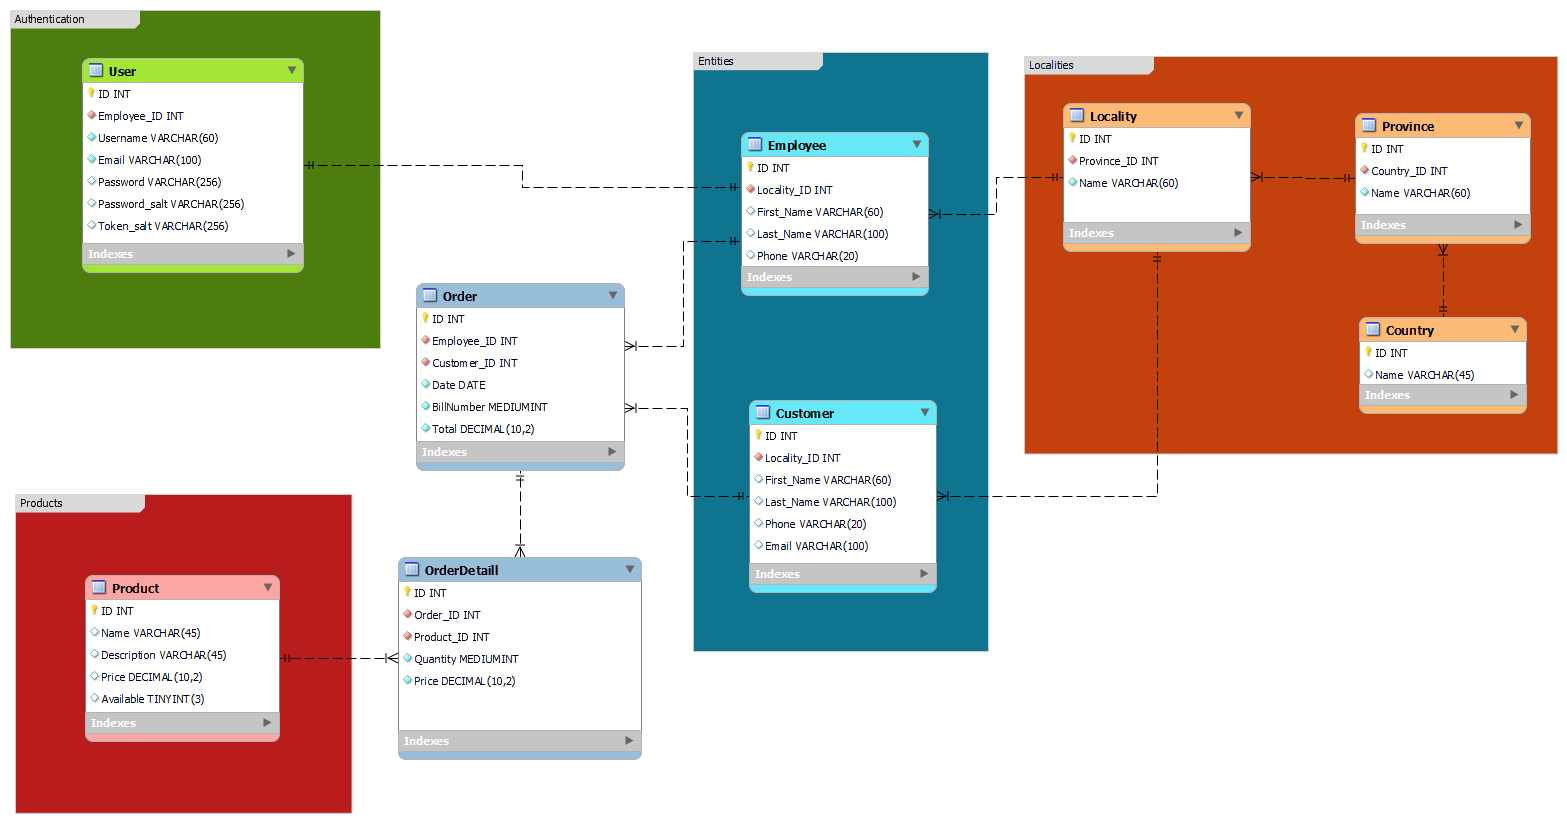 Authentication
User
ID INT
Employee_ID INT
Username VARCHAR(60)
Email VARCHAR(100)
Password VARCHAR(256)
Password_salt VARCHAR(256)
Token_salt VARCHAR(256)
Indexes
Entities
Employee
ID INT
Locality_ID INT
First_Name VARCHAR(60)
Last_Name VARCHAR(100)
Phone VARCHAR(20)
Indexes
Localities
Locality
ID INT
Province_ID INT
Name VARCHAR(60)
Indexes
Province
ID INT
Country_ID INT
Name VARCHAR(60)
Indexes
Country
ID INT
Name VARCHAR(45)
Indexes
Order
ID INT
Employee_ID INT
Customer_ID INT
Date DATE
BillNumber MEDIUMINT
Total DECIMAL(10,2)
Indexes
Customer
ID INT
Locality_ID INT
First_Name VARCHAR(60)
Last_Name VARCHAR(100)
Phone VARCHAR(20)
Email VARCHAR(100)
Indexes
Products
Product
ID INT
Name VARCHAR(45)
Description VARCHAR(45)
Price DECIMAL(10,2)
Available TINYINT(3)
Indexes
OrderDetaill
ID INT
Order_ID INT
Product_ID INT
Quantity MEDIUMINT
Price DECIMAL(10,2)
Indexes